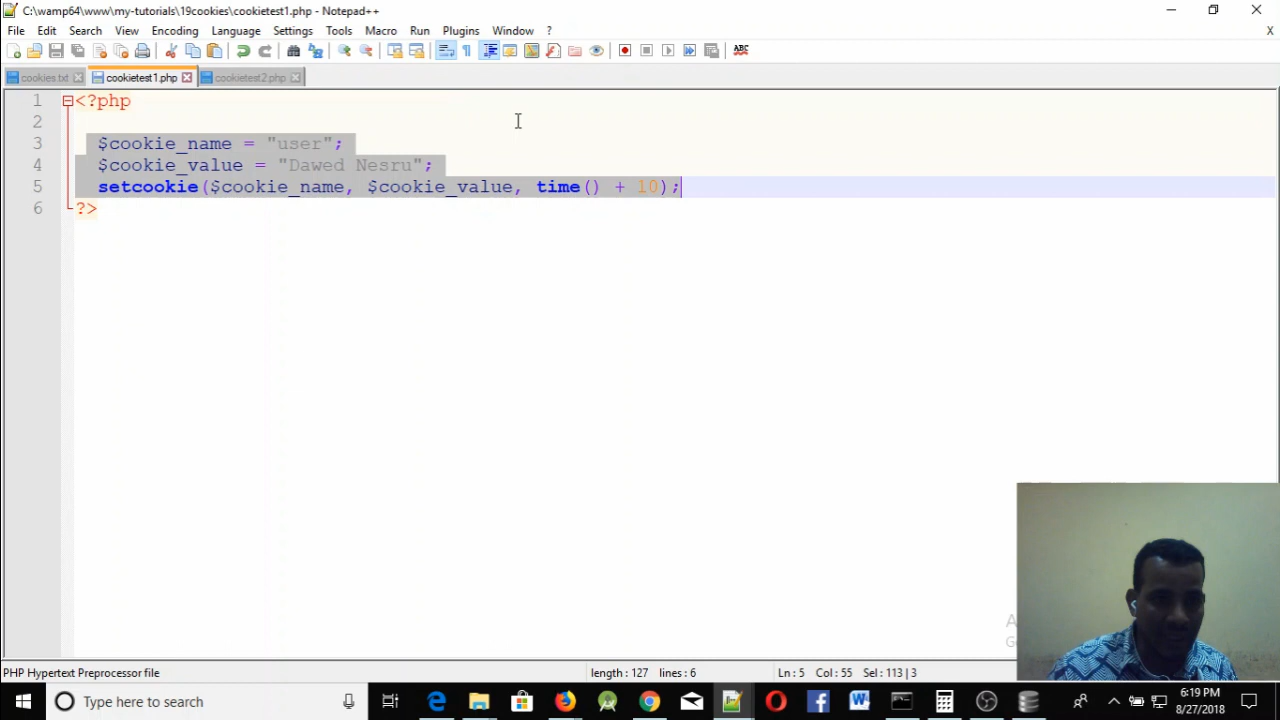 C:\wamp64\www\my-tutorials\19cookies\cookietest1.php - Notepad++
File Edit Search View Encoding Language Settings Tools Macro Run Plugins Window ? X
ABC
cookies.txt cookietest1.php cookietest2.php
1 <?php
2
3 $cookie_name = "user";
4 $cookie_value = "Dawed Nesru";
5 setcookie($cookie_name, $cookie_value, time() + 10);
6 ?>
PHP Hypertext Preprocessor file length : 127 lines : 6 Ln : 5 Col : 55 Sel : 113 | 3
Type here to search
6:19 PM
8/27/2018